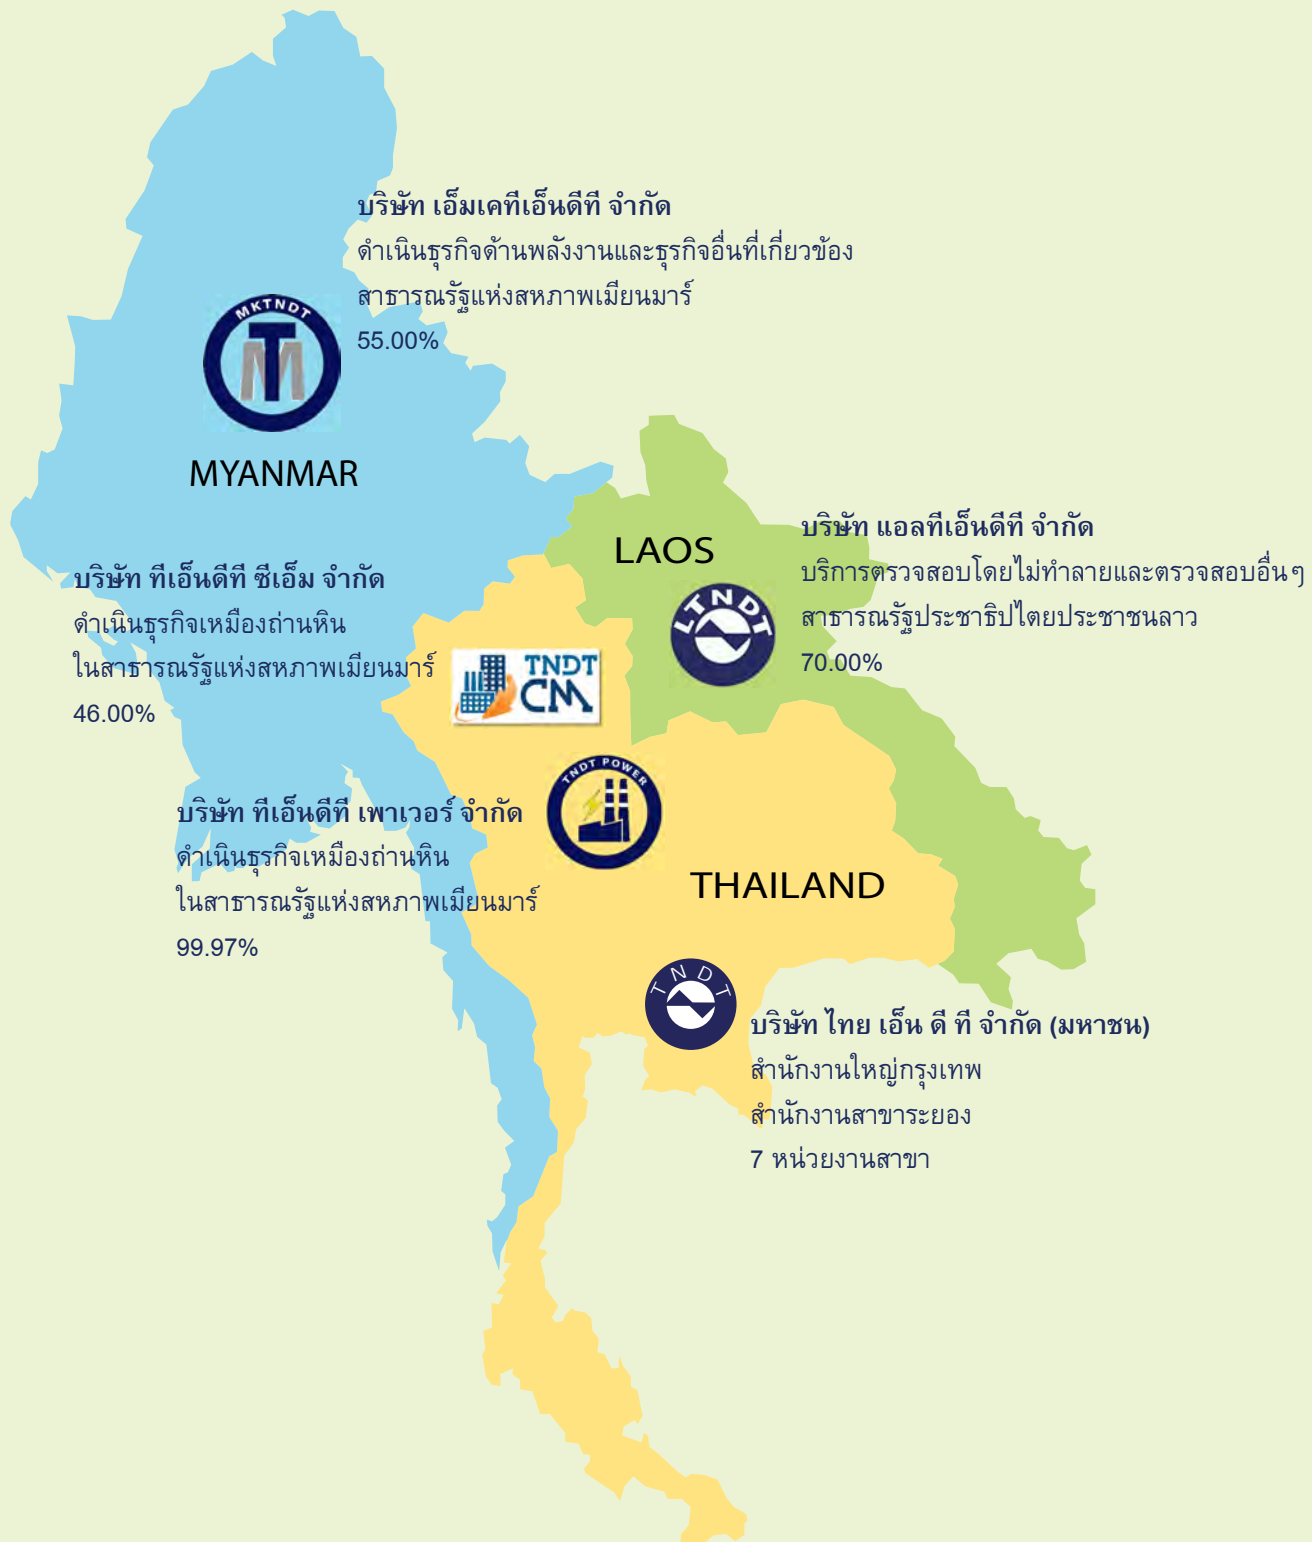 บริษัท เอ็มเคทีเอ็นดีที จำกัด
ดำเนินธุรกิจด้านพลังงานและธุรกิจอื่นที่เกี่ยวข้อง
สาธารณรัฐแห่งสหภาพเมียนมาร์
55.00%
MKTNDT
TM
MYANMAR
LAOS
บริษัท แอลทีเอ็นดีที จำกัด
บริการตรวจสอบโดยไม่ทำลายและตรวจสอบอื่นๆ
สาธารณรัฐประชาธิปไตยประชาชนลาว
70.00%
LTNDT
บริษัท ทีเอ็นดีที ซีเอ็ม จำกัด
ดำเนินธุรกิจเหมืองถ่านหิน
ในสาธารณรัฐแห่งสหภาพเมียนมาร์
46.00%
TNDT
CM
TNDT POWER
บริษัท ทีเอ็นดีที เพาเวอร์ จำกัด
ดำเนินธุรกิจเหมืองถ่านหิน
ในสาธารณรัฐแห่งสหภาพเมียนมาร์
99.97%
THAILAND
TNDT
บริษัท ไทย เอ็น ดี ที จำกัด (มหาชน)
สำนักงานใหญ่กรุงเทพ
สำนักงานสาขาระยอง
7 หน่วยงานสาขา